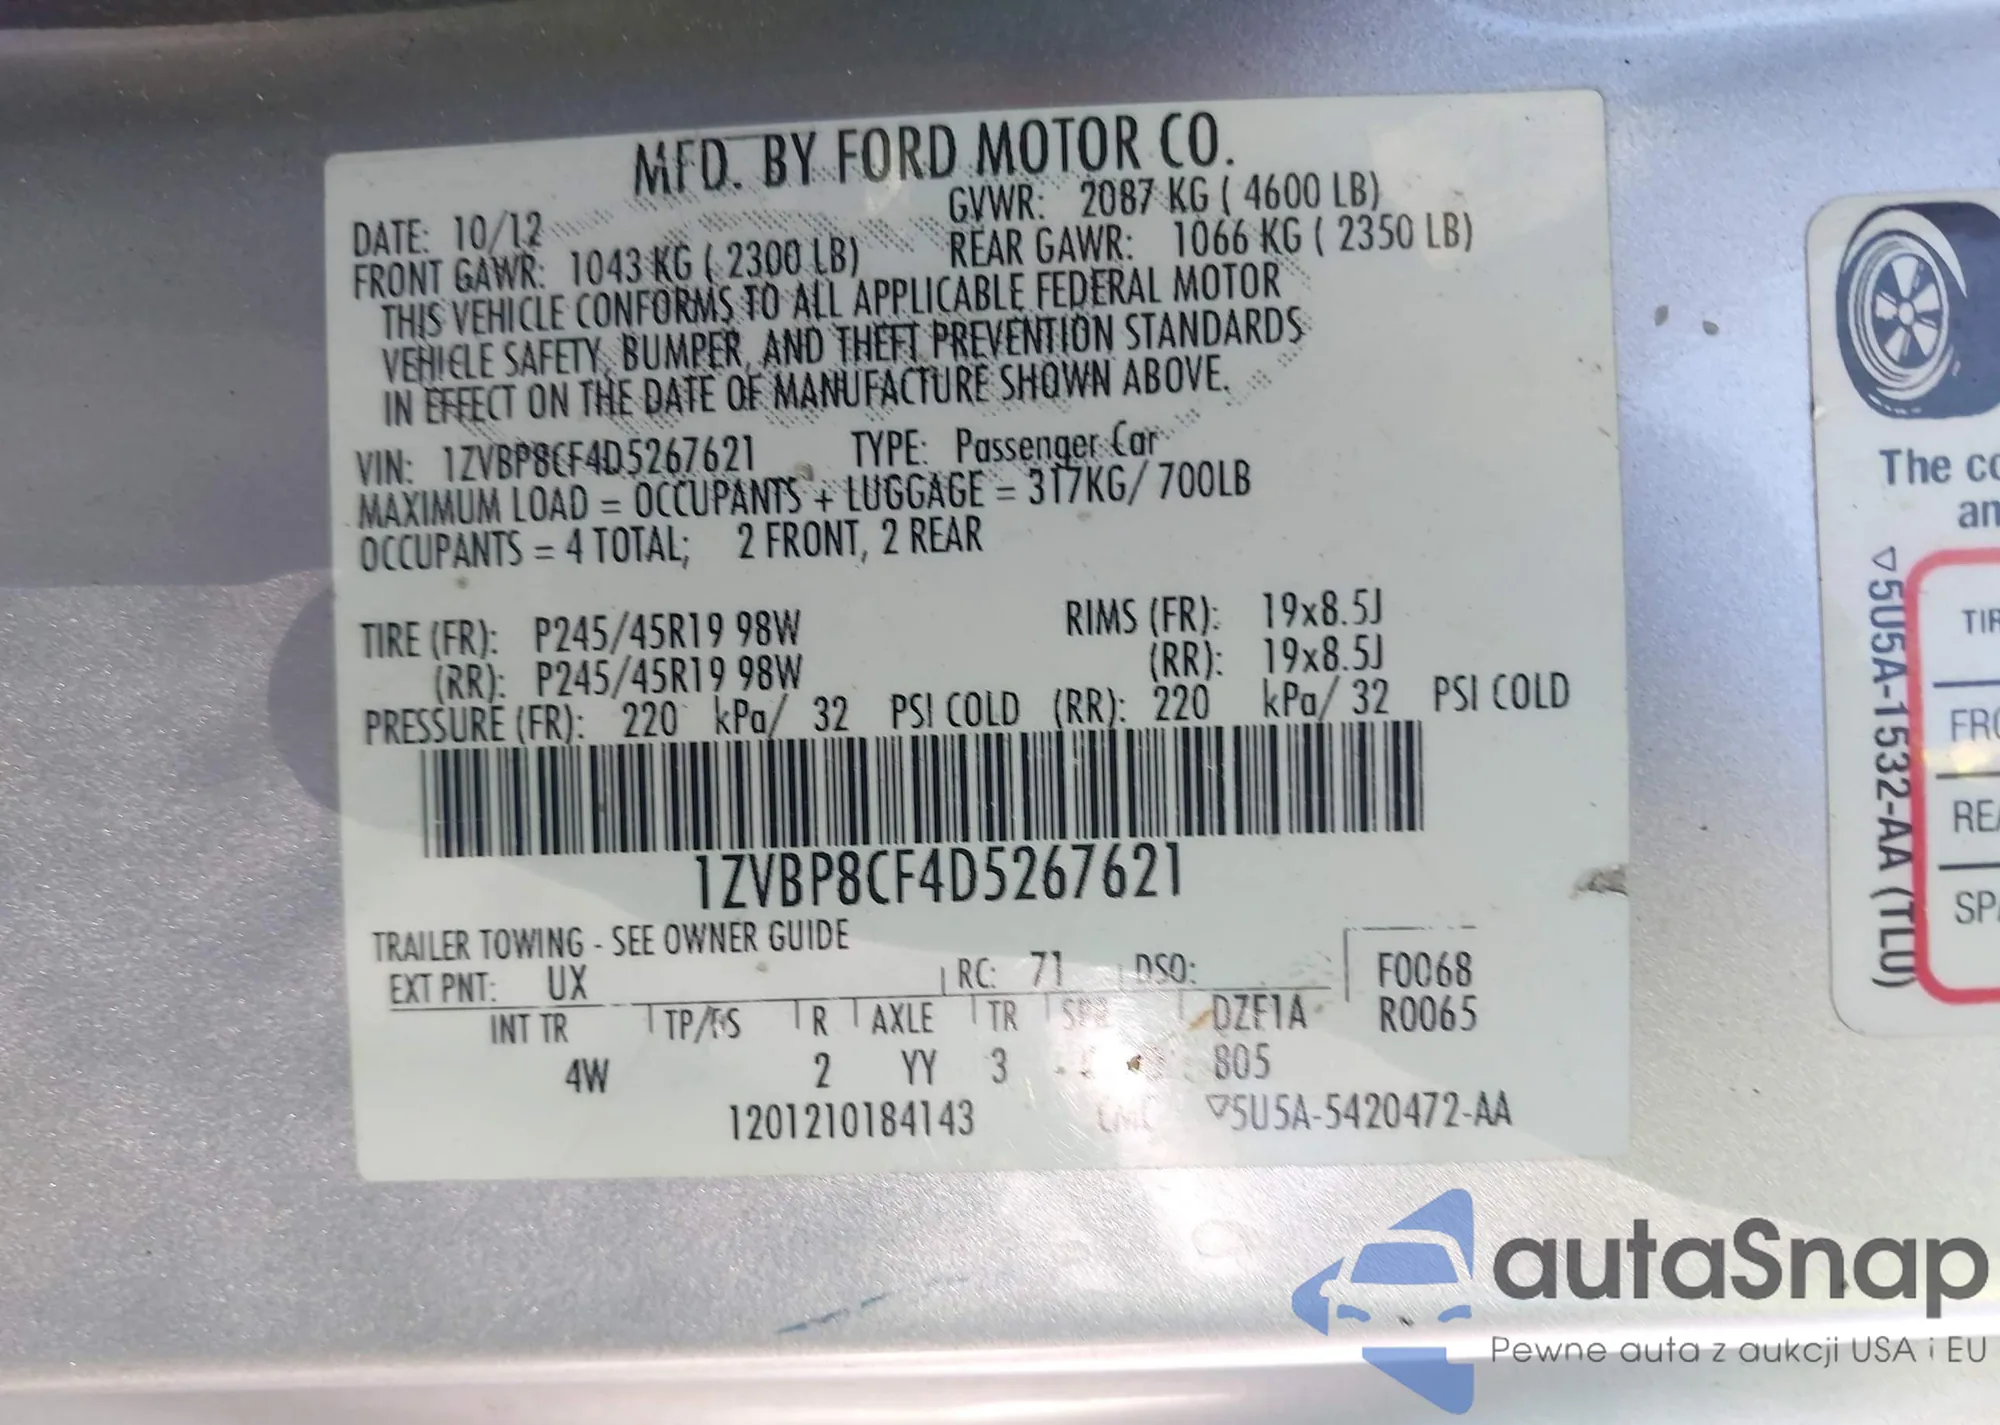 MFD. BY FORD MOTOR CO.
DATE: 10/12 GVWR: 2087 KG ( 4600 LB)
FRONT GAWR: 1043 KG ( 2300 LB) REAR GAWR: 1066 KG ( 2350 LB)
THIS VEHICLE CONFORMS TO ALL APPLICABLE FEDERAL MOTOR
VEHICLE SAFETY, BUMPER, AND THEFT PREVENTION STANDARDS
IN EFFECT ON THE DATE OF MANUFACTURE SHOWN ABOVE.
VIN: 1ZVBP8CF4D5267621 TYPE: Passenger Car
MAXIMUM LOAD = OCCUPANTS + LUGGAGE = 317KG/ 700LB
OCCUPANTS = 4 TOTAL; 2 FRONT, 2 REAR
TIRE (FR): P245/45R19 98W RIMS (FR): 19x8.5J
(RR): P245/45R19 98W (RR): 19x8.5J
PRESSURE (FR): 220 kPa/ 32 PSI COLD (RR): 220 kPa/ 32 PSI COLD
1ZVBP8CF4D5267621
TRAILER TOWING - SEE OWNER GUIDE
EXT PNT: UX RC: 71 DSO: F0068
INT TR TP/PS R AXLE TR SPR DZF1A R0065
4W 2 YY 3 805
1201210184143 ▽5U5A-5420472-AA
The co
an
▽5U5A-1532-AA (TLU)
TIR
FRO
REA
SPA
autaSnap
Pewne auta z aukcji USA i EU